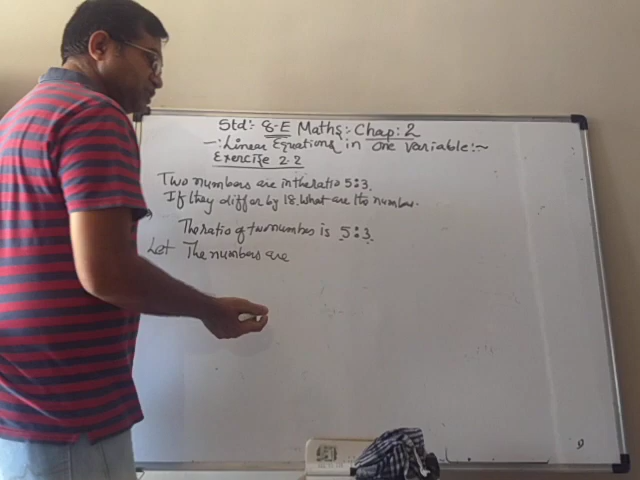 Std:- 8-E Maths:- Chap: 2
-: Linear Equations in one variable:~
Exercise 2.2
Two numbers are in the ratio 5:3.
If they differ by 18. What are the number.
The ratio of two numbers is 5:3.
Let The numbers are